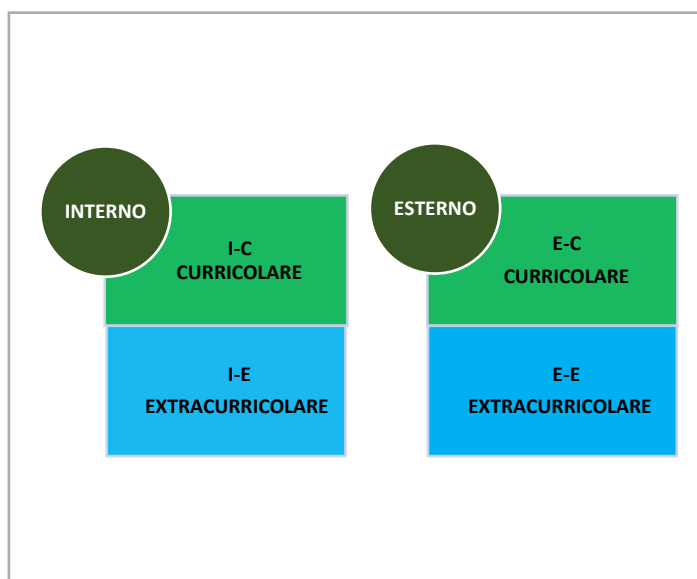 INTERNO
I-C
CURRICOLARE
I-E
EXTRACURRICOLARE
ESTERNO
E-C
CURRICOLARE
E-E
EXTRACURRICOLARE